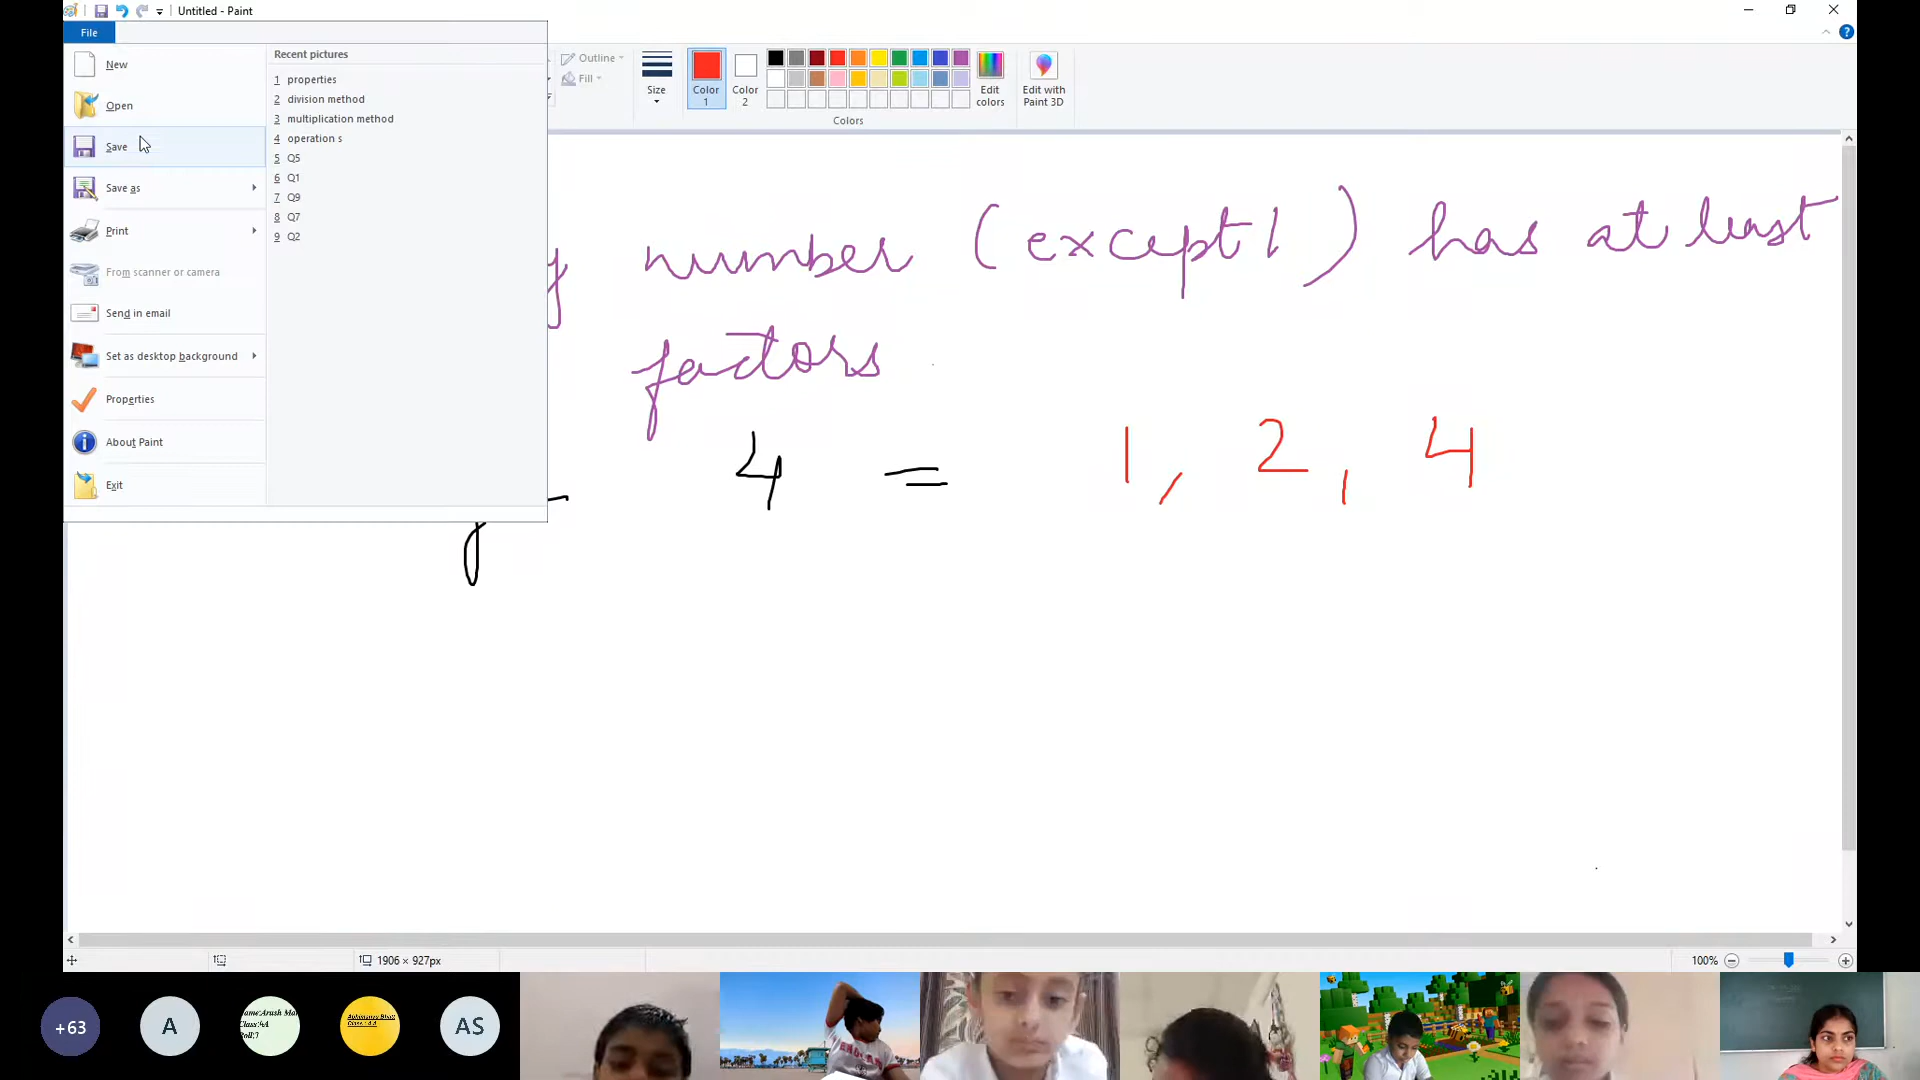 Untitled - Paint
File
New
Open
Save
Save as
Print
From scanner or camera
Send in email
Set as desktop background
Properties
About Paint
Exit
Recent pictures
1 properties
2 division method
3 multiplication method
4 operation s
5 Q5
6 Q1
7 Q9
8 Q7
9 Q2
Outline
Fill
Size
Color 1
Color 2
Edit colors
Edit with Paint 3D
Colors
y number (except 1) has at least
factors
4 = 1, 2, 4
1906 × 927px
100%
+63
A
AS